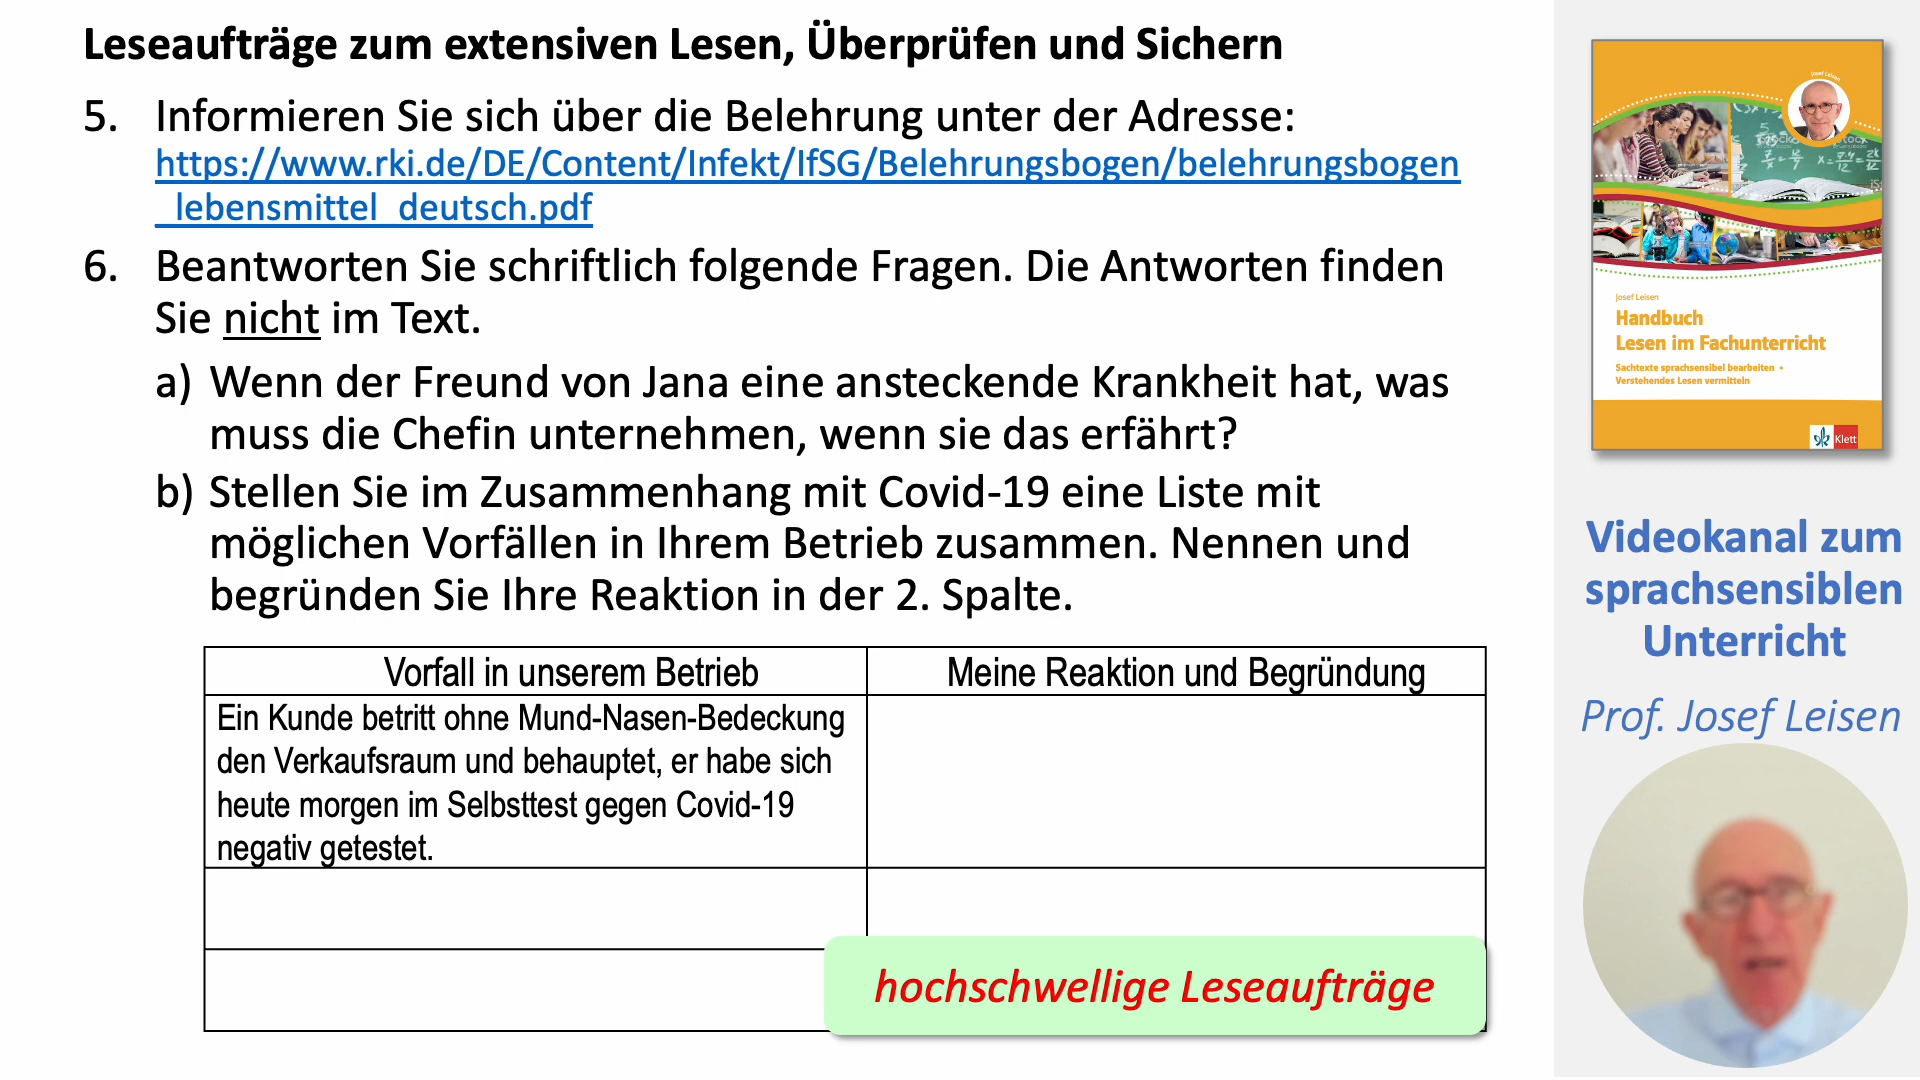 Leseaufträge zum extensiven Lesen, Überprüfen und Sichern
5. Informieren Sie sich über die Belehrung unter der Adresse:
https://www.rki.de/DE/Content/Infekt/IfSG/Belehrungsbogen/belehrungsbogen
_lebensmittel_deutsch.pdf
6. Beantworten Sie schriftlich folgende Fragen. Die Antworten finden
Sie nicht im Text.
a) Wenn der Freund von Jana eine ansteckende Krankheit hat, was
muss die Chefin unternehmen, wenn sie das erfährt?
b) Stellen Sie im Zusammenhang mit Covid-19 eine Liste mit
möglichen Vorfällen in Ihrem Betrieb zusammen. Nennen und
begründen Sie Ihre Reaktion in der 2. Spalte.
Vorfall in unserem Betrieb
Meine Reaktion und Begründung
Ein Kunde betritt ohne Mund-Nasen-Bedeckung
den Verkaufsraum und behauptet, er habe sich
heute morgen im Selbsttest gegen Covid-19
negativ getestet.
hochschwellige Leseaufträge
Josef Leisen
Josef Leisen
Handbuch
Lesen im Fachunterricht
Sachtexte sprachsensibel bearbeiten •
Verstehendes Lesen vermitteln
Klett
Videokanal zum
sprachsensiblen
Unterricht
Prof. Josef Leisen